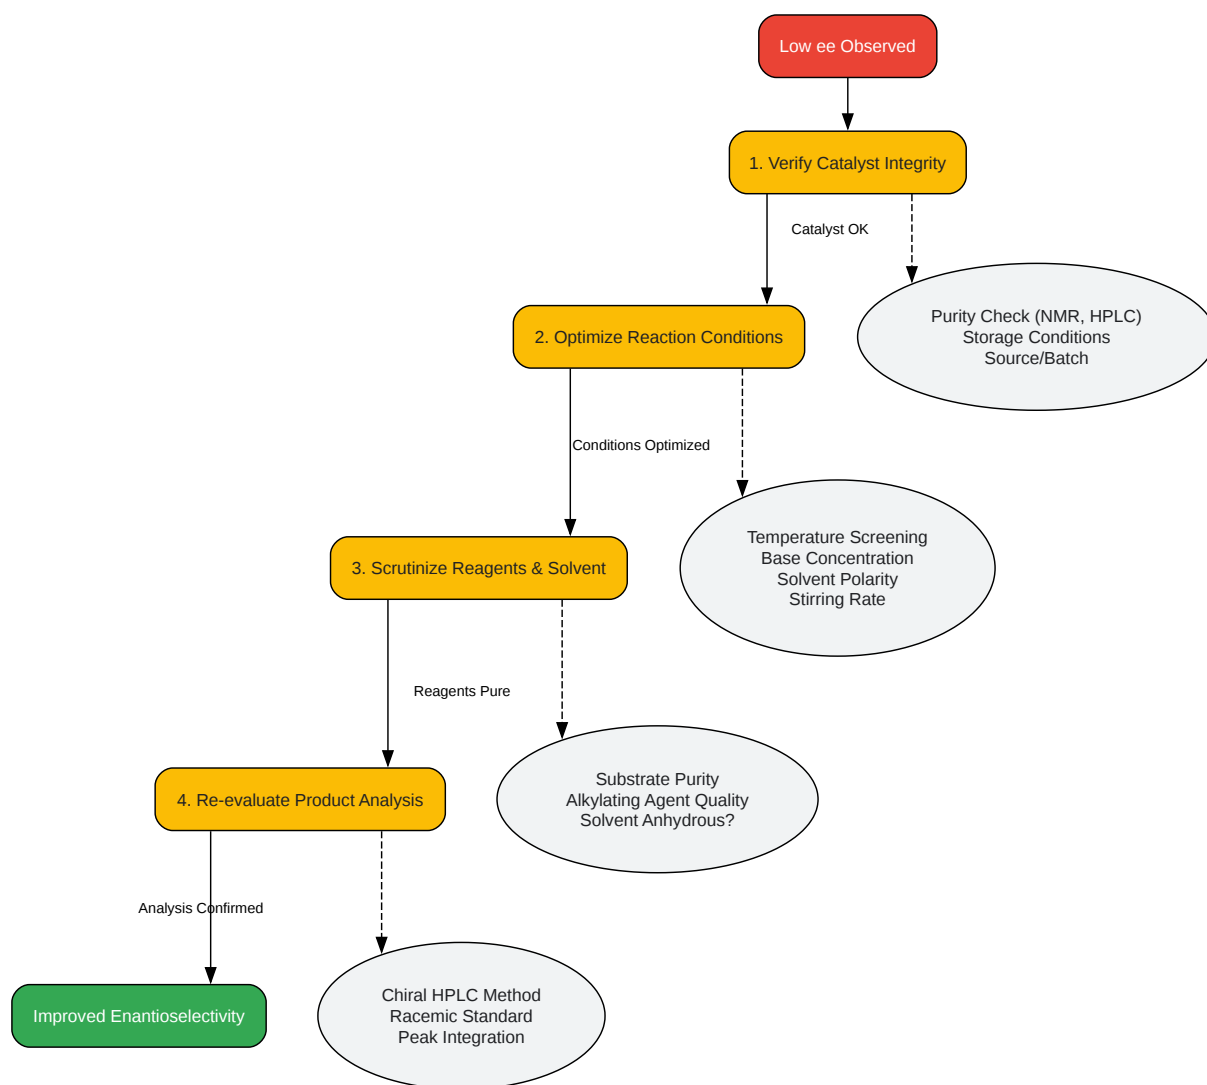 Low ee Observed
1. Verify Catalyst Integrity
Catalyst OK
Purity Check (NMR, HPLC)
Storage Conditions
Source/Batch
2. Optimize Reaction Conditions
Conditions Optimized
Temperature Screening
Base Concentration
Solvent Polarity
Stirring Rate
3. Scrutinize Reagents & Solvent
Reagents Pure
Substrate Purity
Alkylating Agent Quality
Solvent Anhydrous?
4. Re-evaluate Product Analysis
Analysis Confirmed
Chiral HPLC Method
Racemic Standard
Peak Integration
Improved Enantioselectivity